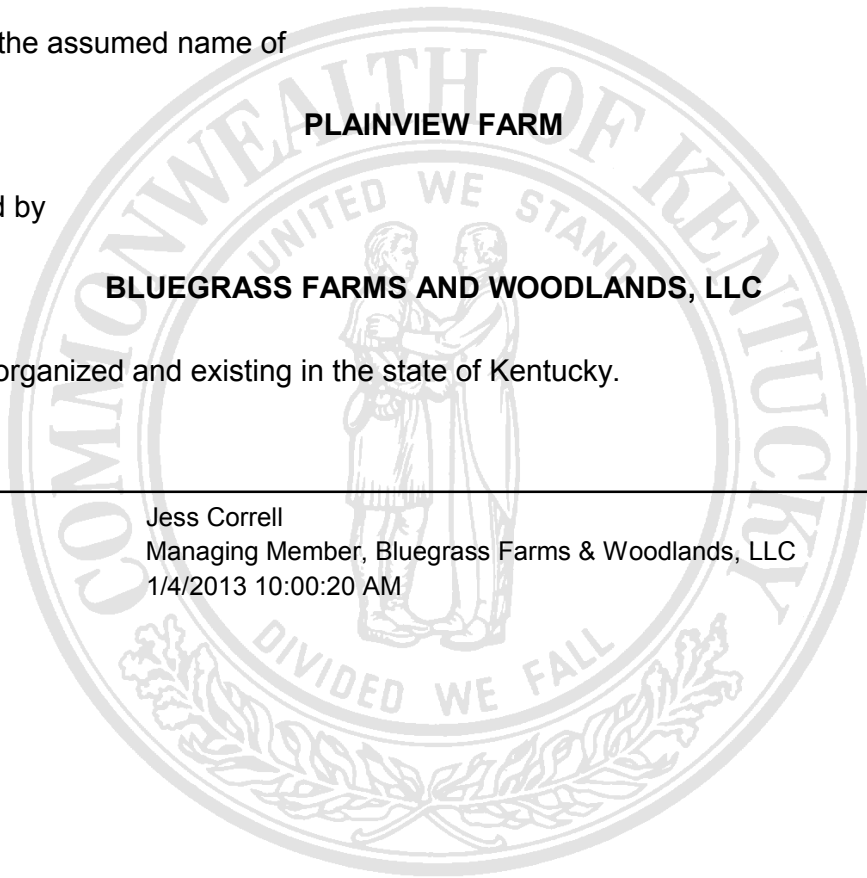 the assumed name of
PLAINVIEW FARM
d by
BLUEGRASS FARMS AND WOODLANDS, LLC
organized and existing in the state of Kentucky.
Jess Correll
Managing Member, Bluegrass Farms & Woodlands, LLC
1/4/2013 10:00:20 AM
COMMONWEALTH OF KENTUCKY
UNITED WE STAND
DIVIDED WE FALL